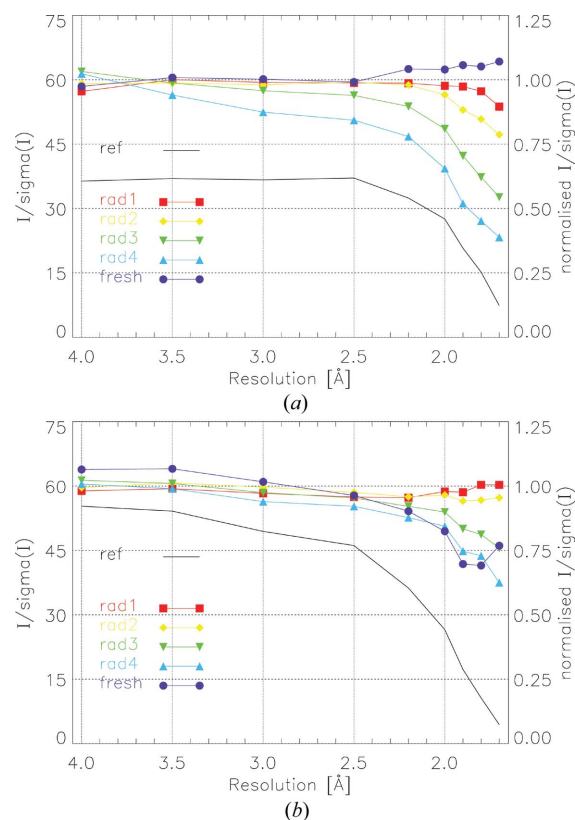 75
60
45
30
15
0
I/sigma(I)
1.25
1.00
0.75
0.50
0.25
0.00
normalised I/sigma(I)
ref
rad1
rad2
rad3
rad4
fresh
4.0 3.5 3.0 2.5 2.0
Resolution [Å]
(a)
75
60
45
30
15
0
I/sigma(I)
1.25
1.00
0.75
0.50
0.25
0.00
normalised I/sigma(I)
ref
rad1
rad2
rad3
rad4
fresh
4.0 3.5 3.0 2.5 2.0
Resolution [Å]
(b)